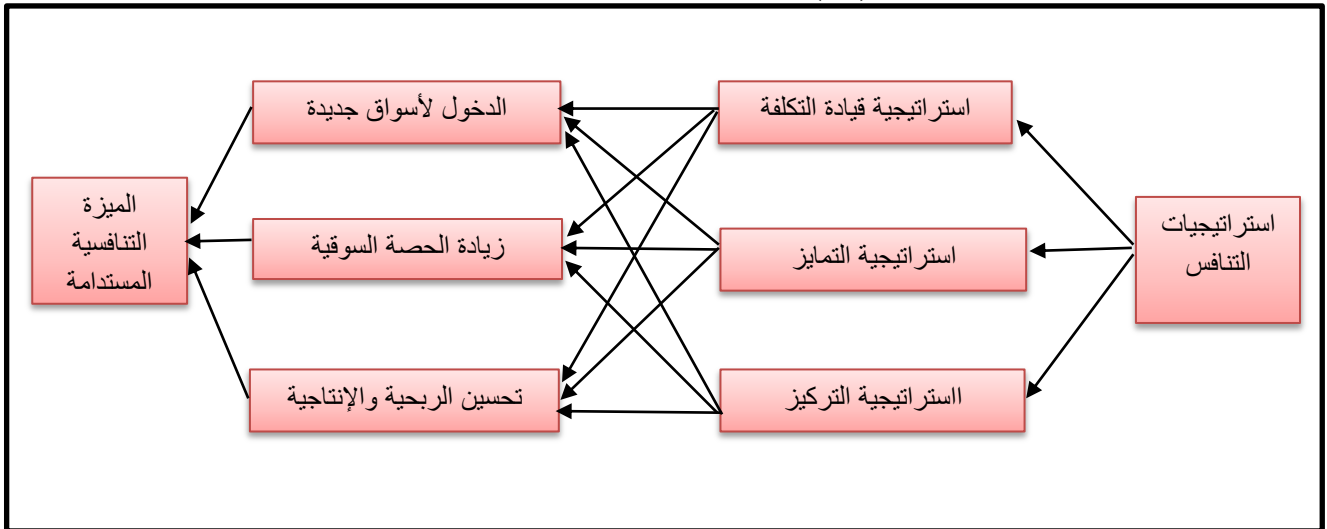 استراتيجيات
التنافس
استراتيجية قيادة التكلفة
استراتيجية التمايز
ااستراتيجية التركيز
الدخول لأسواق جديدة
زيادة الحصة السوقية
تحسين الربحية والإنتاجية
الميزة
التنافسية
المستدامة